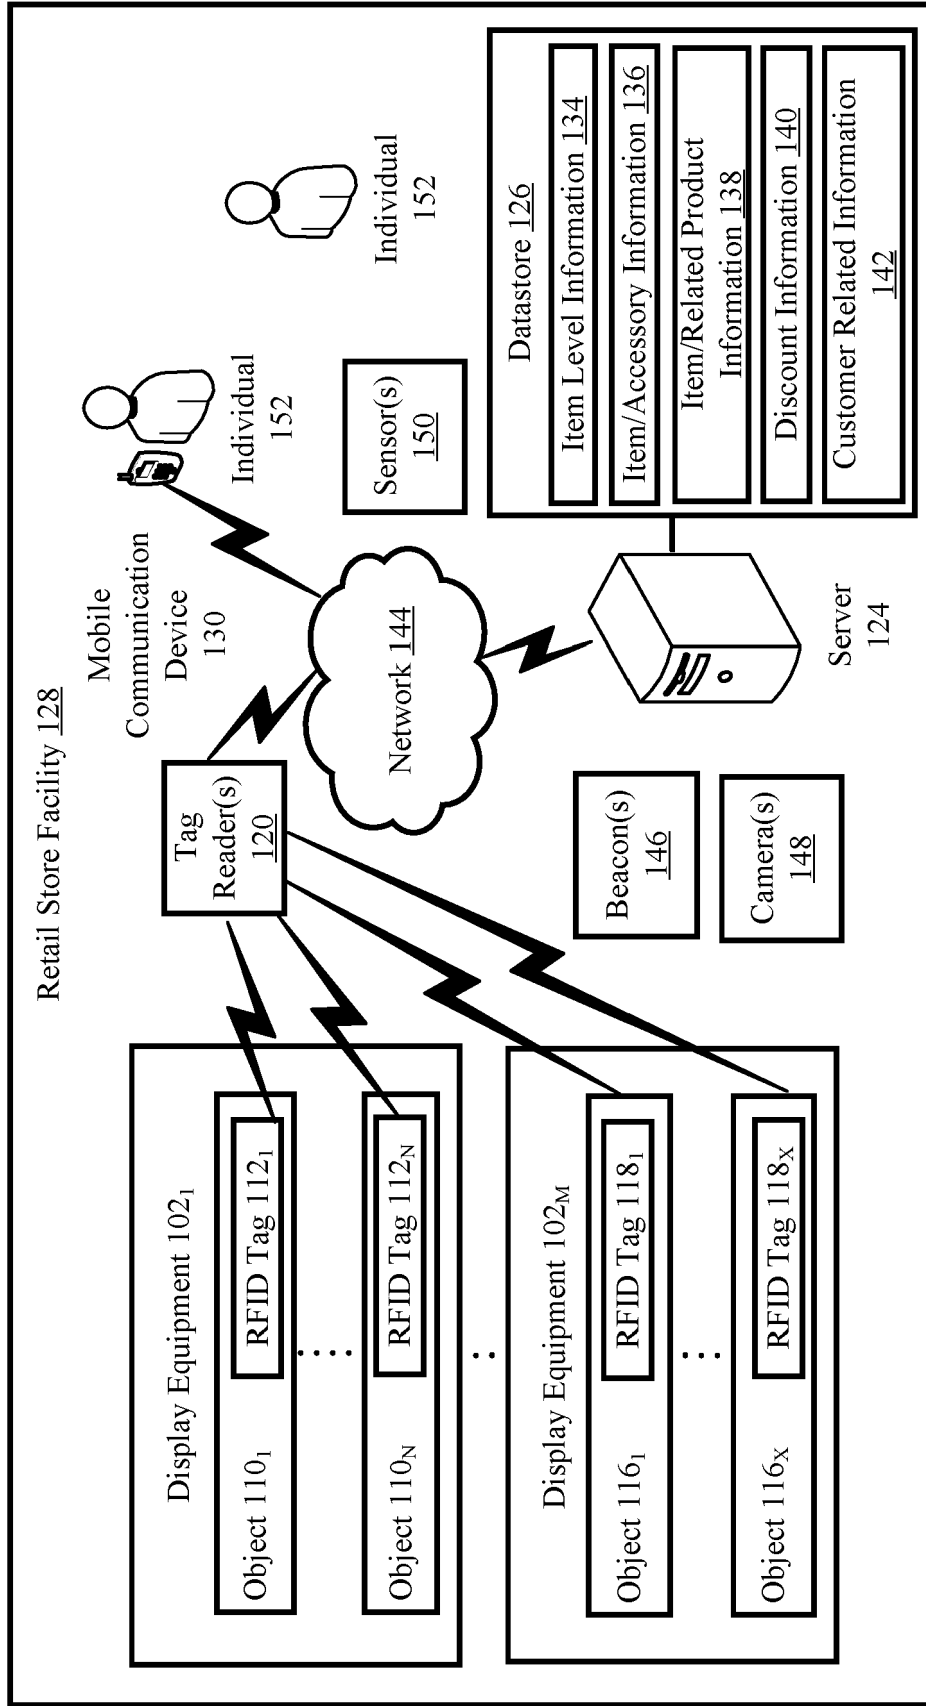 Retail Store Facility 128
Display Equipment 102₁
Object 110₁
RFID Tag 112₁
....
Object 110N
RFID Tag 112N
..
Display Equipment 102M
Object 116₁
RFID Tag 118₁
...
Object 116X
RFID Tag 118X
Tag
Reader(s)
120
Mobile
Communication
Device
130
Individual
152
Individual
152
Network 144
Sensor(s)
150
Beacon(s)
146
Camera(s)
148
Server
124
Datastore 126
Item Level Information 134
Item/Accessory Information 136
Item/Related Product
Information 138
Discount Information 140
Customer Related Information
142